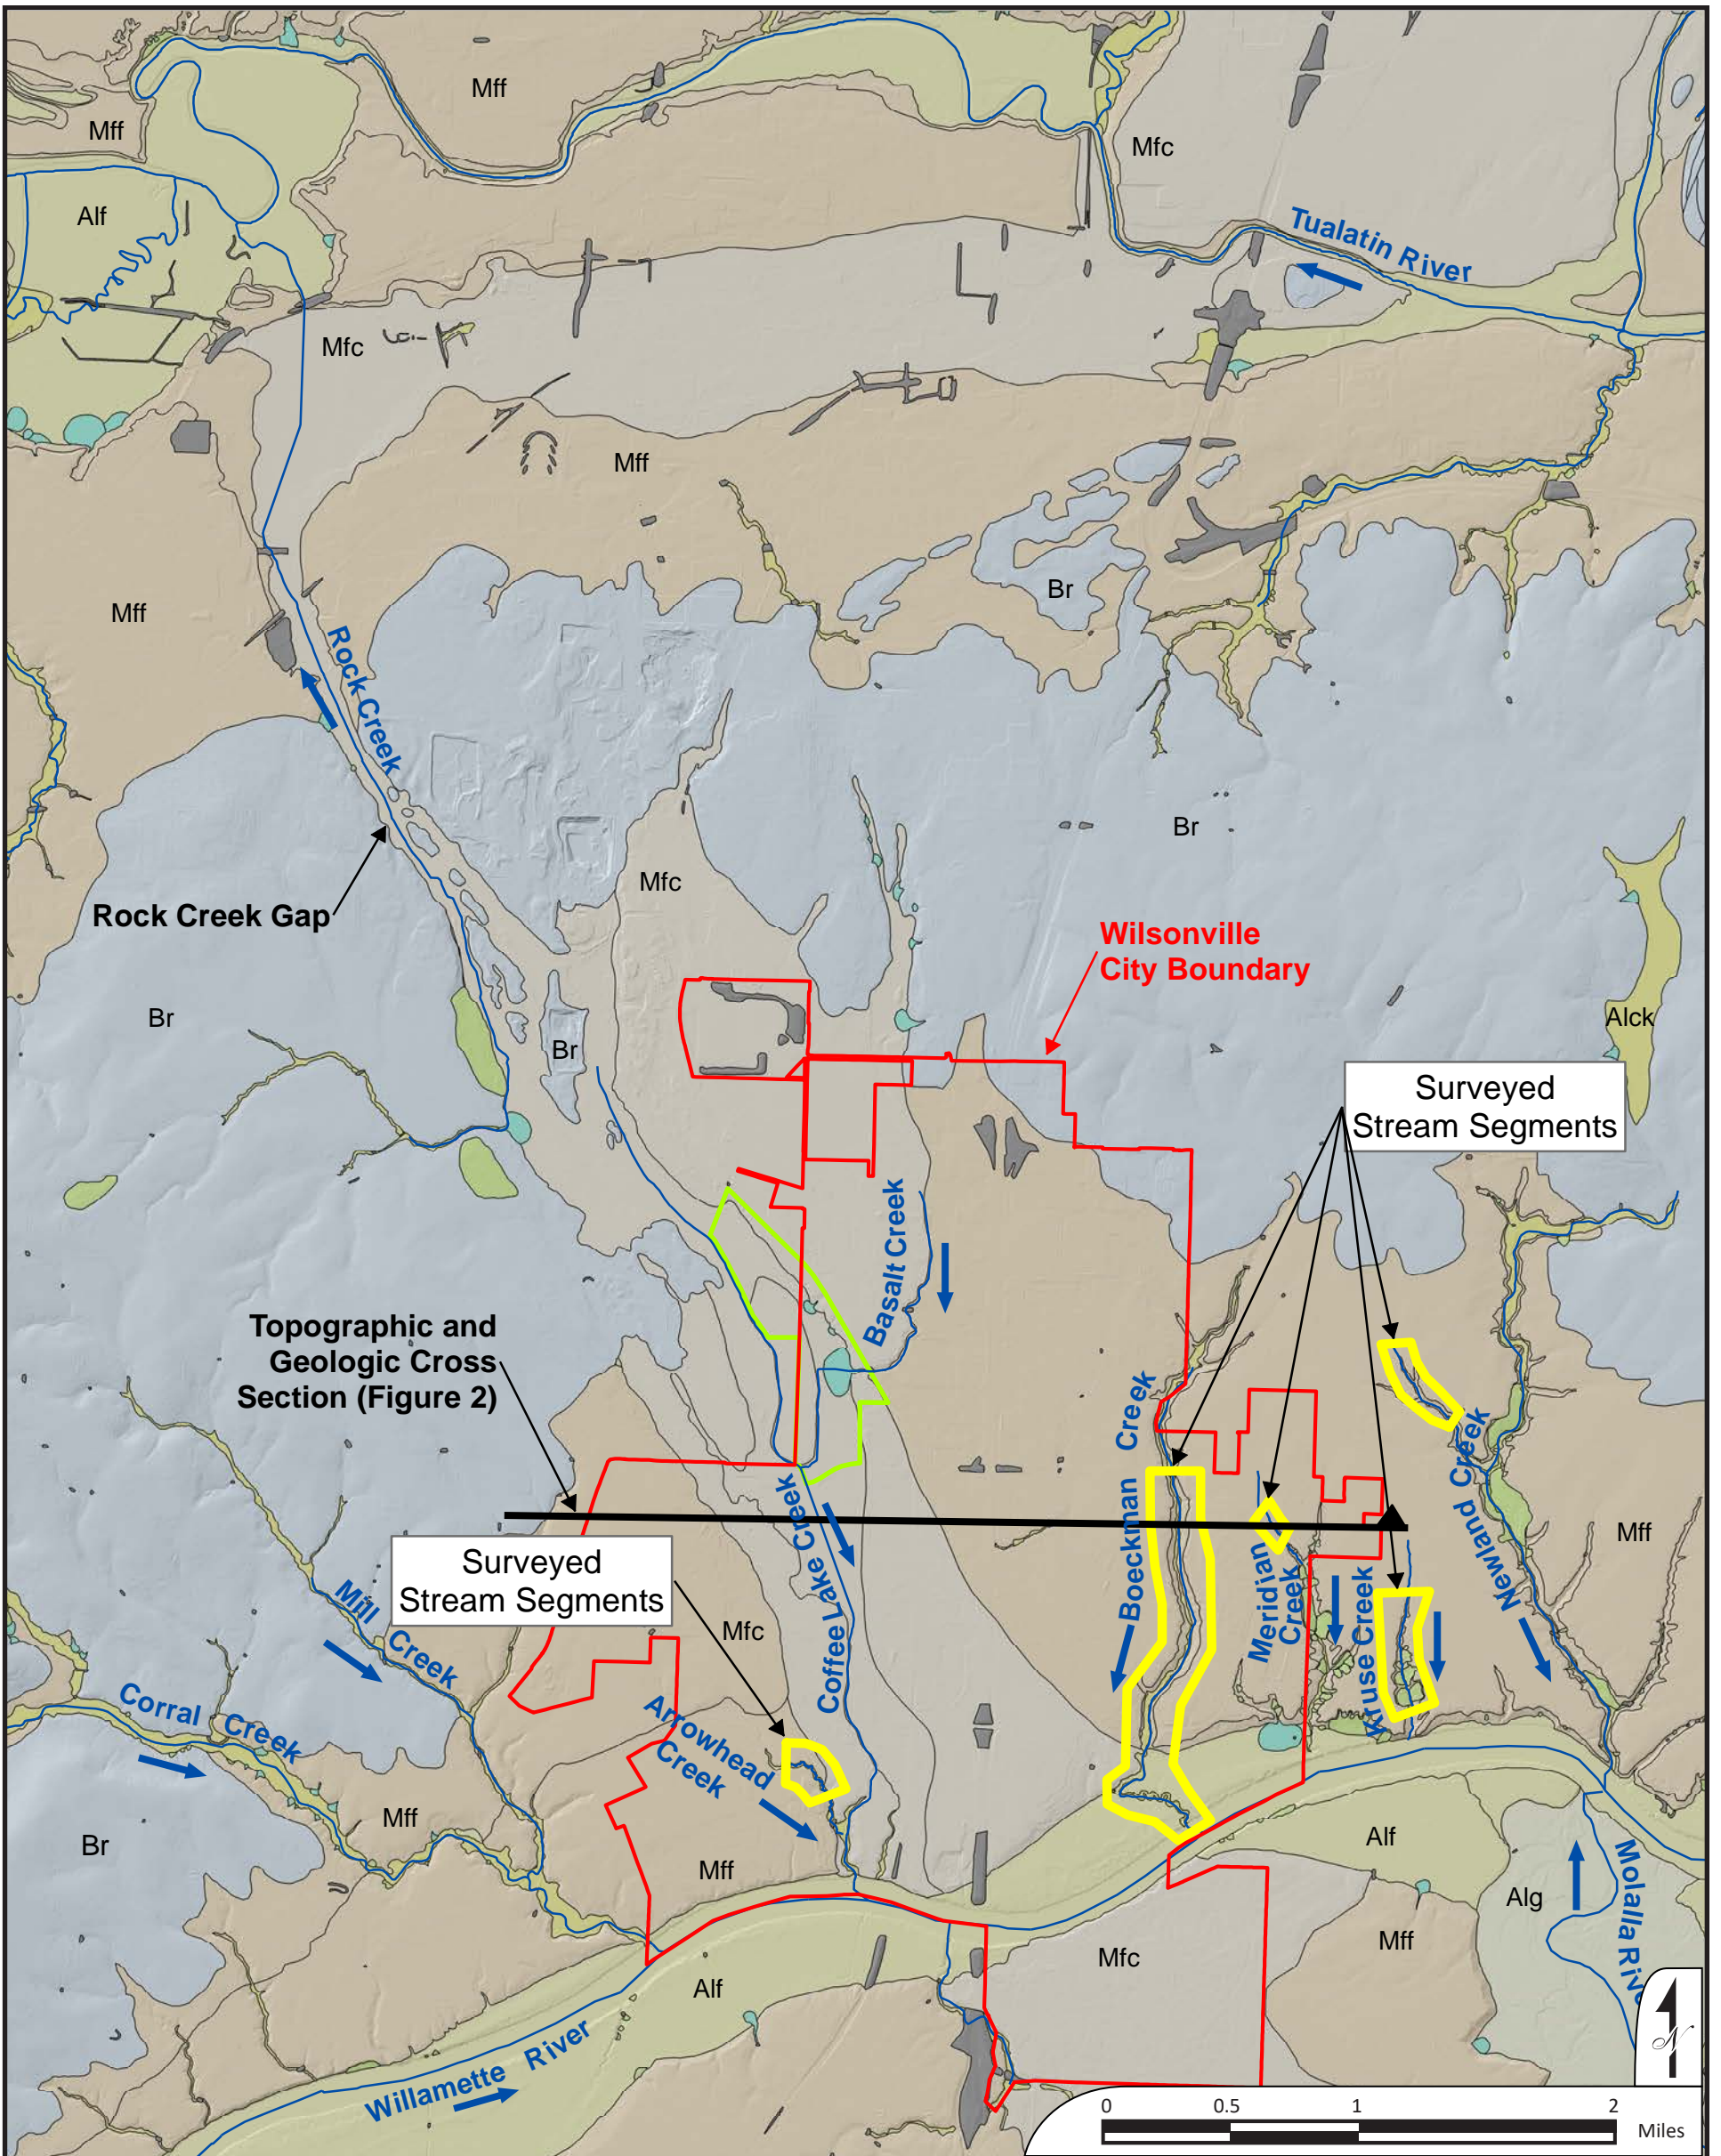 Mff
Mff
Mfc
Alf
Tualatin River
Mfc
Mff
Br
Mff
Rock Creek
Br
Mfc
Rock Creek Gap
Wilsonville
City Boundary
Br
Alck
Br
Surveyed
Stream Segments
Basalt Creek
Topographic and
Geologic Cross
Section (Figure 2)
Boeckman Creek
Newland Creek
Mff
Surveyed
Stream Segments
Coffee Lake Creek
Meridian
Creek
Kruse Creek
Mill Creek
Mfc
Corral Creek
Arrowhead
Creek
Mff
Br
Mff
Alf
Alg
Molalla River
Mff
Mfc
Alf
Willamette River
N
0 0.5 1 2
Miles